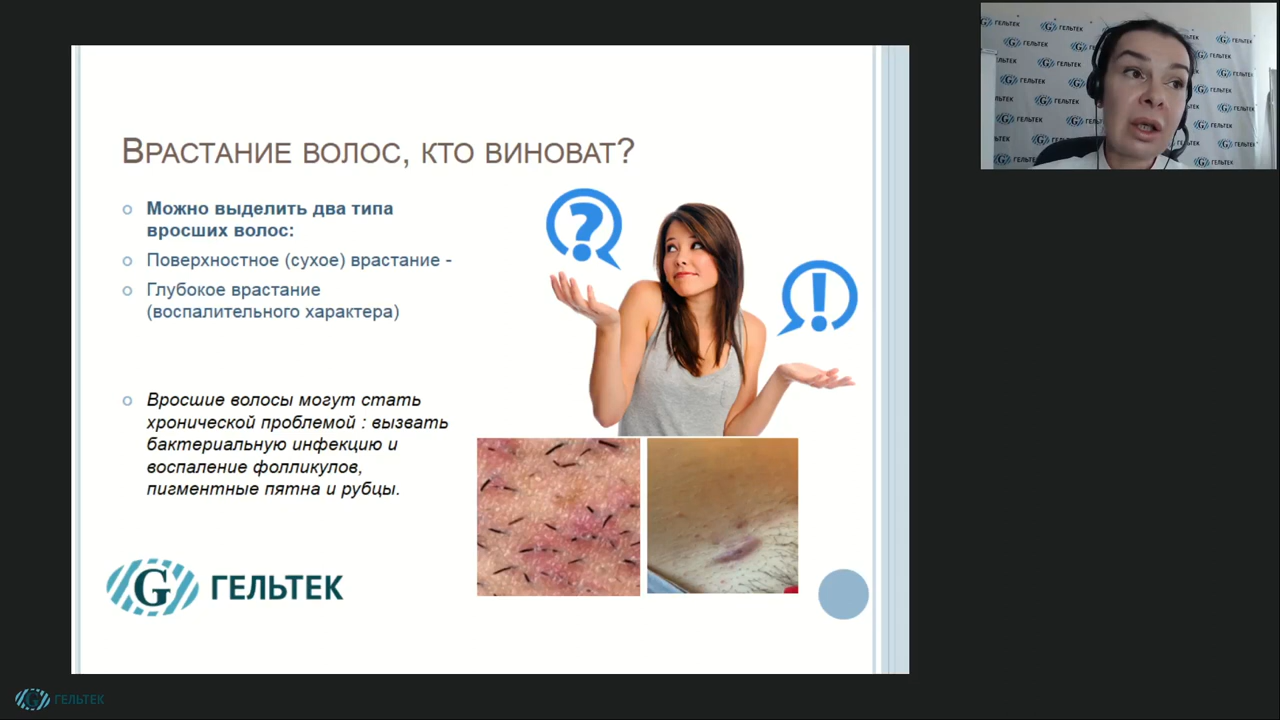 Врастание волос, кто виноват?
Можно выделить два типа
вросших волос:
Поверхностное (сухое) врастание -
Глубокое врастание
(воспалительного характера)
Вросшие волосы могут стать
хронической проблемой : вызвать
бактериальную инфекцию и
воспаление фолликулов,
пигментные пятна и рубцы.
? 
!
G ГЕЛЬТЕК
G ГЕЛЬТЕК
ГЕЛЬТЕК